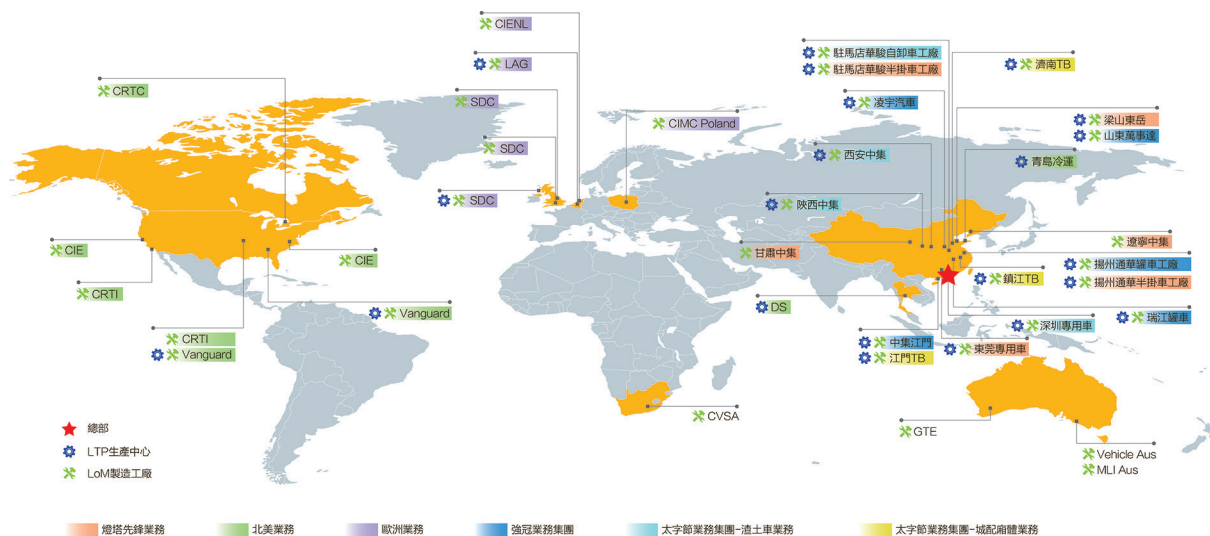 CIENL
LAG
CRTC
SDC
SDC
SDC
CIMC Poland
駐馬店華駿自卸車工廠
駐馬店華駿半掛車工廠
濟南TB
凌宇汽車
梁山東岳
山東萬事達
西安中集
青島冷運
陝西中集
甘肅中集
遼寧中集
揚州通華罐車工廠
揚州通華半掛車工廠
鎮江TB
瑞江罐車
深圳專用車
東莞專用車
中集江門
江門TB
DS
CIE
CIE
CRTI
Vanguard
CRTI
Vanguard
CVSA
GTE
Vehicle Aus
MLI Aus
總部
LTP生產中心
LoM製造工廠
燈塔先鋒業務
北美業務
歐洲業務
強冠業務集團
太字節業務集團-渣土車業務
太字節業務集團-城配廂體業務